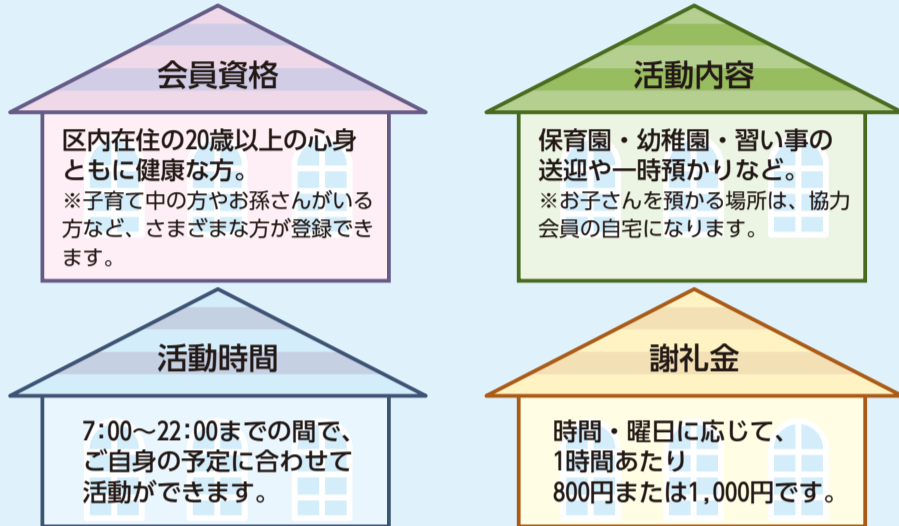 会員資格
区内在住の20歳以上の心身
ともに健康な方。
※子育て中の方やお孫さんがいる
方など、さまざまな方が登録でき
ます。
活動内容
保育園・幼稚園・習い事の
送迎や一時預かりなど。
※お子さんを預かる場所は、協力
会員の自宅になります。
活動時間
7:00～22:00までの間で、
ご自身の予定に合わせて
活動ができます。
謝礼金
時間・曜日に応じて、
1時間あたり
800円または1,000円です。